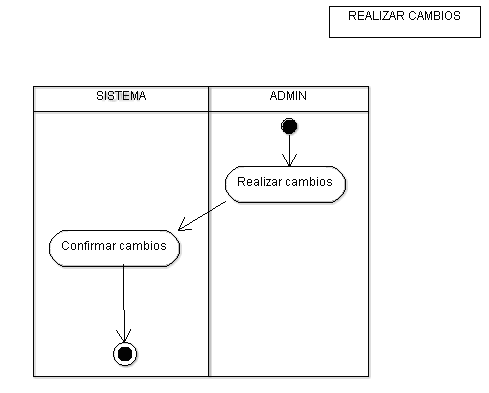 REALIZAR CAMBIOS
SISTEMA
ADMIN
Realizar cambios
Confirmar cambios